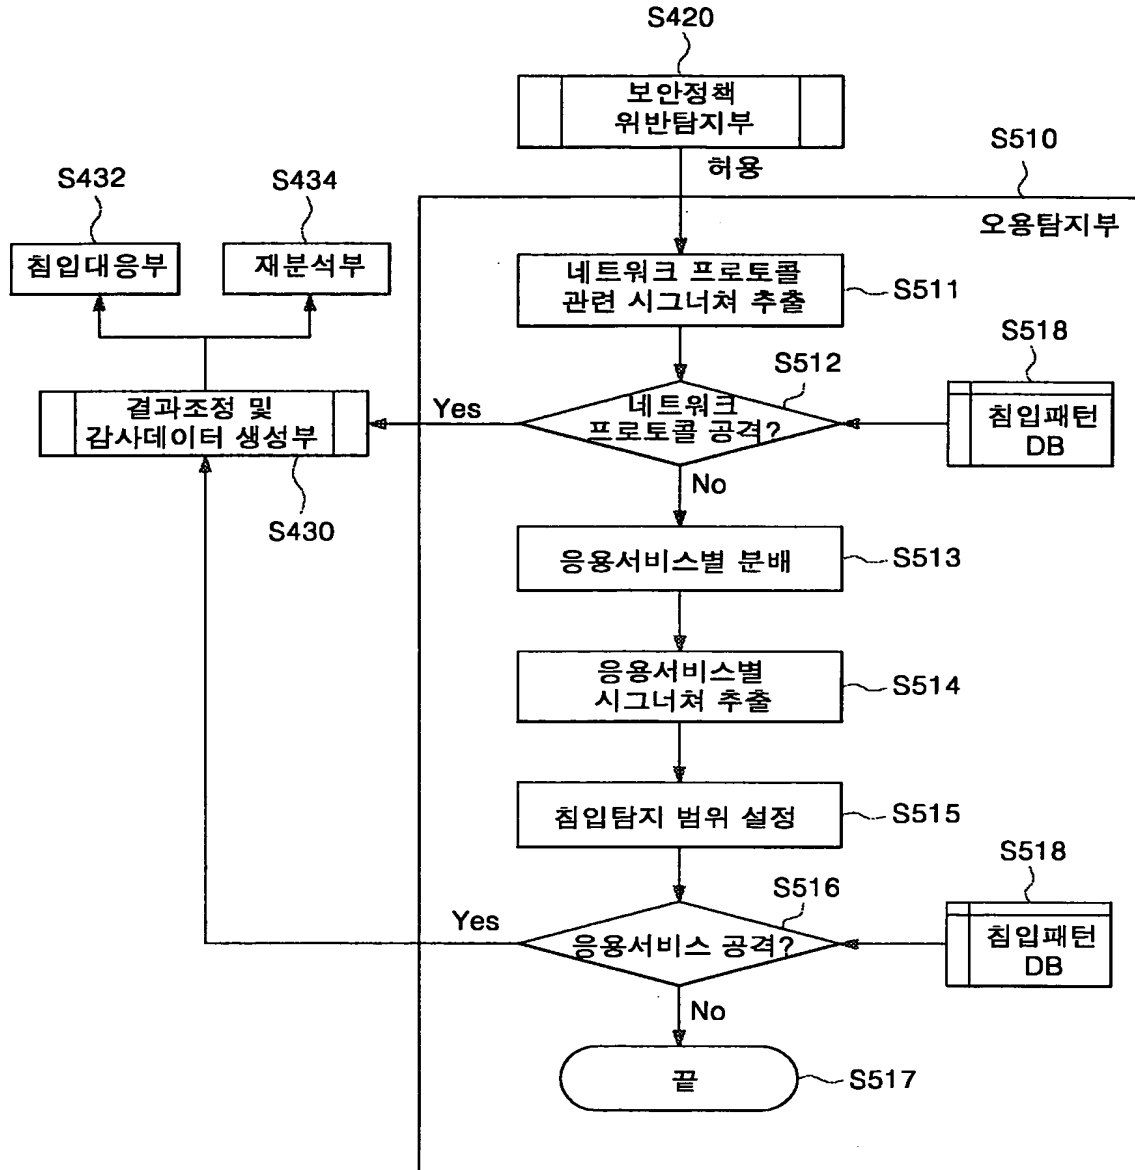 S420
보안정책
위반탐지부
허용
S510
오용탐지부
S432
S434
침입대응부
재분석부
네트워크 프로토콜
관련 시그너쳐 추출
S511
S518
S512
침입패턴
DB
네트워크
프로토콜 공격?
Yes
결과조정 및
감사데이터 생성부
S430
No
응용서비스별 분배
S513
응용서비스별
시그너쳐 추출
S514
침입탐지 범위 설정
S515
S518
S516
침입패턴
DB
응용서비스 공격?
Yes
No
끝
S517